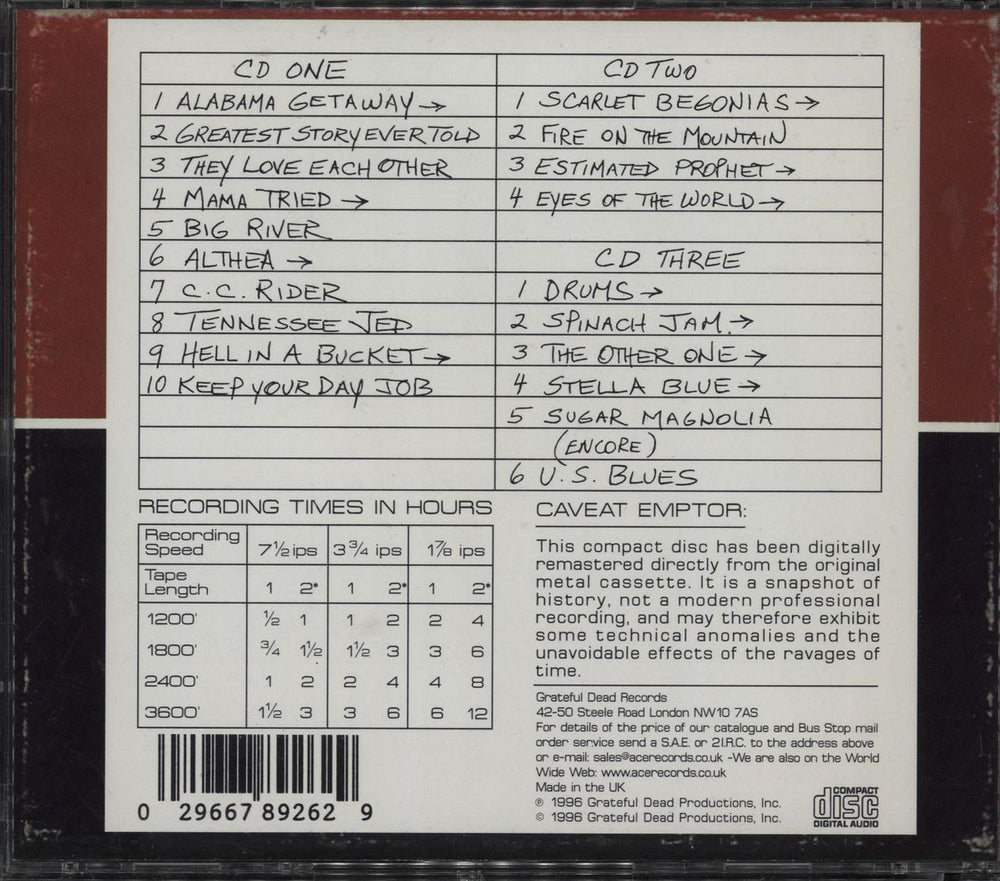 CD ONE
1 ALABAMA GETAWAY→
2 GREATEST STORY EVER TOLD
3 THEY LOVE EACH OTHER
4 MAMA TRIED →
5 BIG RIVER
6 ALTHEA →
7 C.C. RIDER
8 TENNESSEE JED
9 HELL IN A BUCKET→
10 KEEP YOUR DAY JOB
CD TWO
1 SCARLET BEGONIAS→
2 FIRE ON THE MOUNTAIN
3 ESTIMATED PROPHET→
4 EYES OF THE WORLD→
CD THREE
1 DRUMS→
2 SPINACH JAM.→
3 THE OTHER ONE→
4 STELLA BLUE→
5 SUGAR MAGNOLIA
(ENCORE)
6 U.S. BLUES
RECORDING TIMES IN HOURS
Recording Speed 7½ ips 3¾ ips 1⅞ ips
Tape Length 1 2* 1 2* 1 2*
1200' ½ 1 1 2 2 4
1800' ¾ 1½ 1½ 3 3 6
2400' 1 2 2 4 4 8
3600' 1½ 3 3 6 6 12
0 29667 89262 9
CAVEAT EMPTOR:
This compact disc has been digitally
remastered directly from the original
metal cassette. It is a snapshot of
history, not a modern professional
recording, and may therefore exhibit
some technical anomalies and the
unavoidable effects of the ravages of
time.
Grateful Dead Records
42-50 Steele Road London NW10 7AS
For details of the price of our catalogue and Bus Stop mail
order service send a S.A.E. or 2I.R.C. to the address above
or e-mail: sales@acerecords.co.uk -We are also on the World
Wide Web: www.acerecords.co.uk
Made in the UK
℗ 1996 Grateful Dead Productions, Inc.
© 1996 Grateful Dead Productions, Inc.
COMPACT
disc
DIGITAL AUDIO